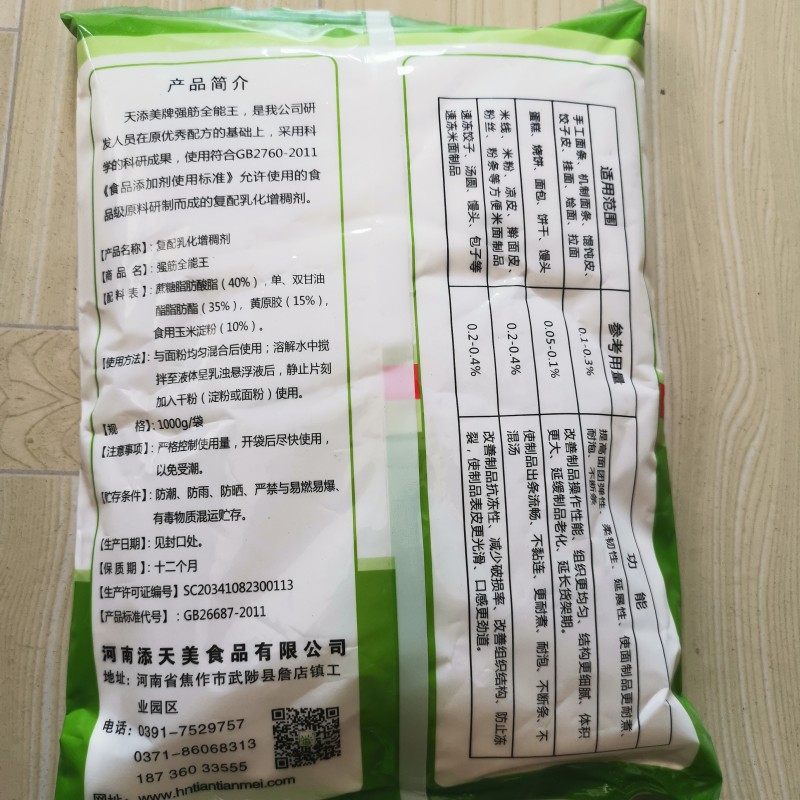 产品简介
天添美牌强筋全能王，是我公司研
发人员在原优秀配方的基础上，采用科
学的科研成果，使用符合GB2760-2011
《食品添加剂使用标准》允许使用的食
品级原料研制而成的复配乳化增稠剂。
【产品名称】：复配乳化增稠剂
【商 品 名】：强筋全能王
【配 料 表】：蔗糖脂肪酸脂（40%），单、双甘油
酯脂肪酯（35%），黄原胶（15%），
食用玉米淀粉（10%）。
【使用方法】：与面粉均匀混合后使用；溶解水中搅
拌至液体呈乳浊悬浮液后，静止片刻
加入干粉（淀粉或面粉）使用。
【规 格】：1000g/袋
【注意事项】：严格控制使用量，开袋后尽快使用，
以免受潮。
【贮存条件】：防潮、防雨、防晒、严禁与易燃易爆、
有毒物质混运贮存。
【生产日期】：见封口处。
【保 质 期】：十二个月
【生产许可证编号】SC20341082300113
【产品标准代号】：GB26687-2011
河南添天美食品有限公司
地址：河南省焦作市武陟县詹店镇工
业园区
电话：0391-7529757
0371-86068313
187 360 33555
网址：www.hntiantianmei.com
适用范围
参考用量
功能
手工面条、机制面条、馄饨皮、
饺子皮、挂面、烩面、拉面
0.1-0.3%
提高面团弹性、柔韧性、延展性、使面制品更耐煮、
耐泡、不断条
蛋糕、烧饼、面包、饼干、馒头
0.05-0.1%
改善制品操作性能、组织更均匀、结构更细腻、体积
更大、延缓制品老化、延长货架期。
米线、米粉、凉皮、擀面皮、
粉丝、粉条等方便米面制品
0.2-0.4%
使制品出条流畅、不黏连、更耐煮、耐泡、不断条、不
混汤
速冻饺子、汤圆、馒头、包子等
速冻米面制品
0.2-0.4%
改善制品抗冻性、减少破损率、改善组织结构、防止冻
裂，使制品表皮更光滑、口感更劲道。